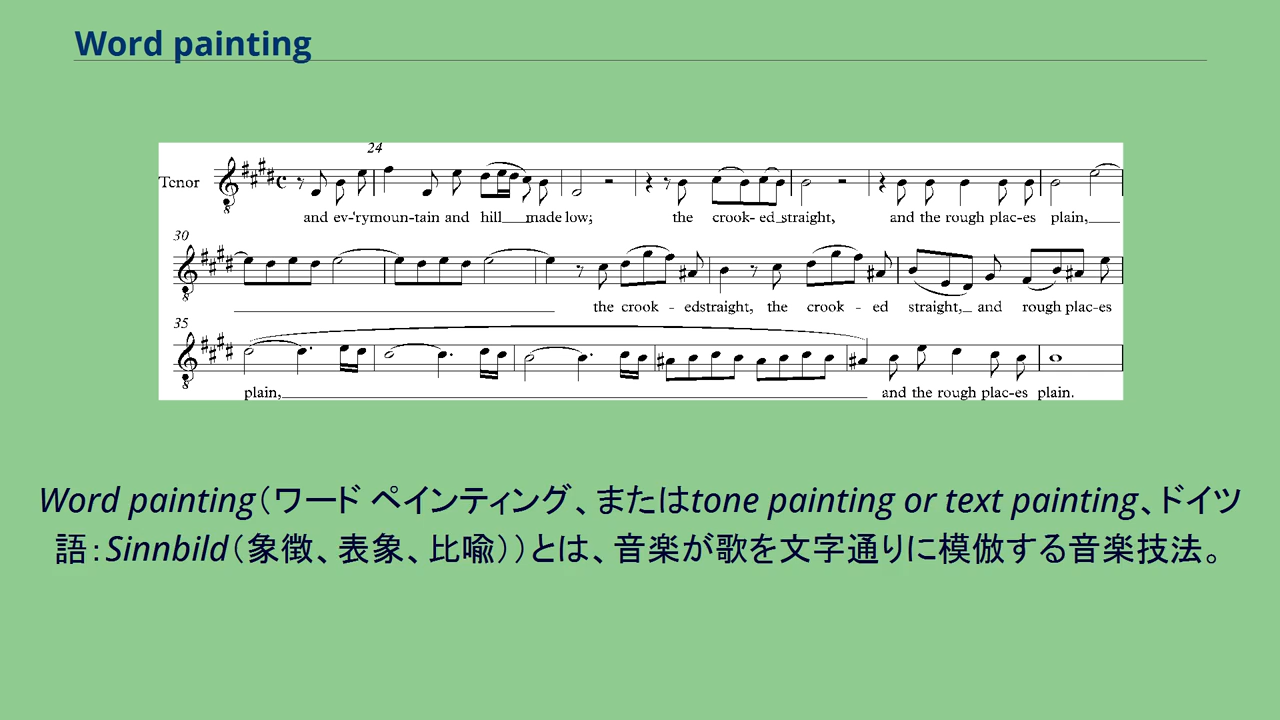 Word painting
24
Tenor
and ev-'rymoun-tain and hill made low; the crook- ed straight, and the rough plac-es plain,
30
the crook - edstraight, the crook - ed straight, and rough plac-es
35
plain, and the rough plac-es plain.
Word painting（ワード ペインティング、またはtone painting or text painting、ドイツ
語：Sinnbild（象徴、表象、比喩））とは、音楽が歌を文字通りに模倣する音楽技法。